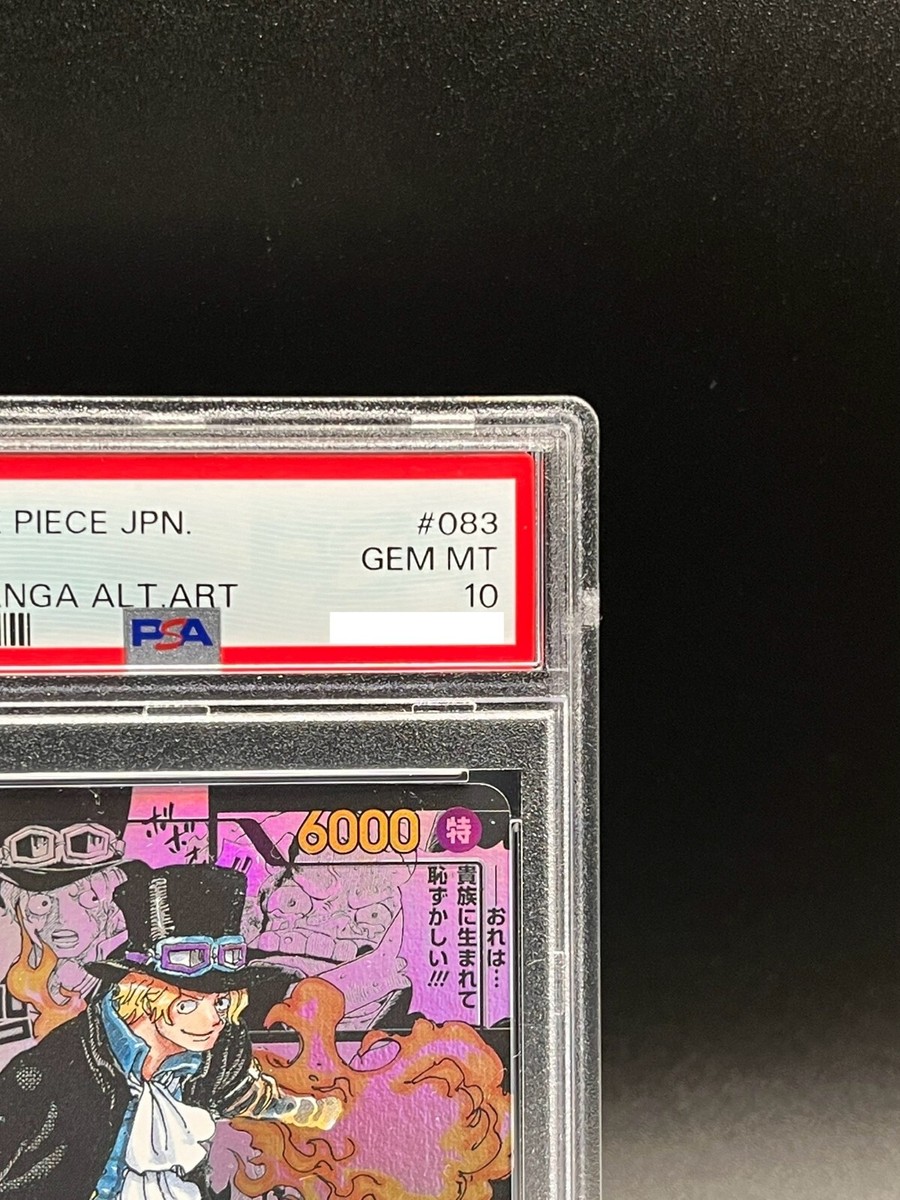 PIECE JPN.
#083
GEM MT
ALT.ART
10
PSA
6000
特
おれは…
貴族に生まれて
恥ずかしい!!!